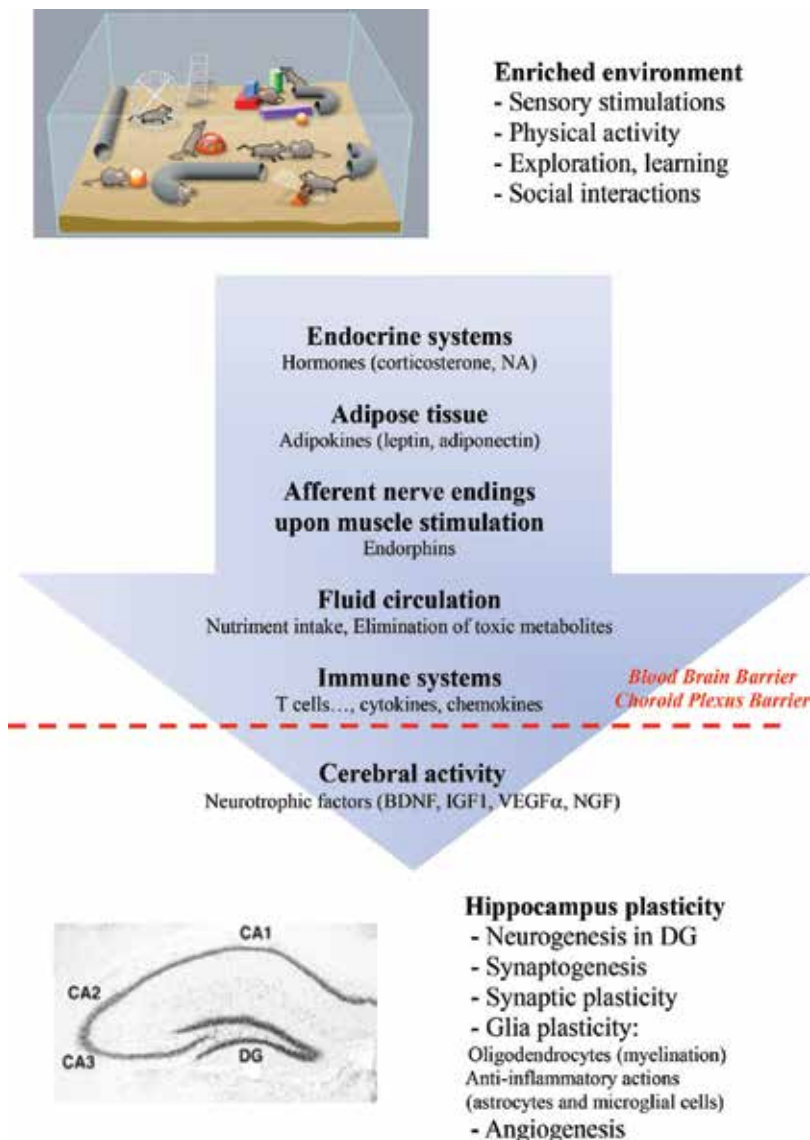 Enriched environment
- Sensory stimulations
- Physical activity
- Exploration, learning
- Social interactions
Endocrine systems
Hormones (corticosterone, NA)
Adipose tissue
Adipokines (leptin, adiponectin)
Afferent nerve endings
upon muscle stimulation
Endorphins
Fluid circulation
Nutriment intake, Elimination of toxic metabolites
Immune systems
T cells…, cytokines, chemokines
Blood Brain Barrier
Choroid Plexus Barrier
Cerebral activity
Neurotrophic factors (BDNF, IGF1, VEGFα, NGF)
CA1
CA2
CA3
DG
Hippocampus plasticity
- Neurogenesis in DG
- Synaptogenesis
- Synaptic plasticity
- Glia plasticity:
Oligodendrocytes (myelination)
Anti-inflammatory actions
(astrocytes and microglial cells)
- Angiogenesis